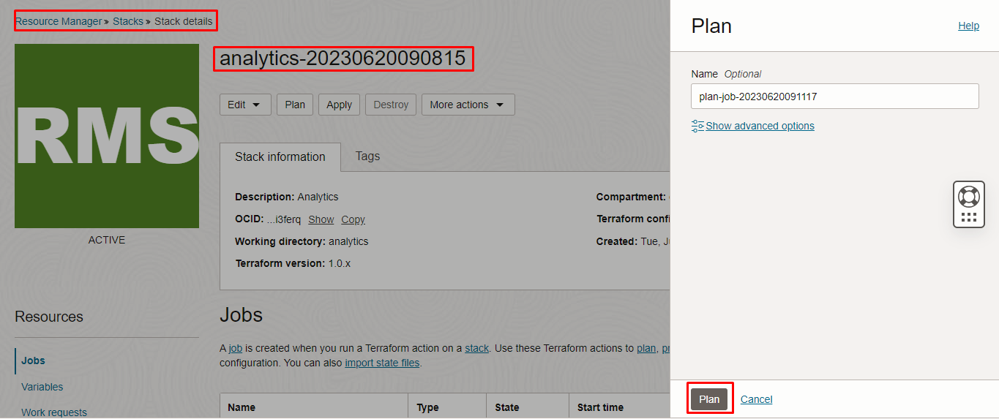 Resource Manager » Stacks » Stack details
RMS
ACTIVE
analytics-20230620090815
Edit Plan Apply Destroy More actions
Stack information Tags
Description: Analytics
OCID: ...i3ferq Show Copy
Working directory: analytics
Terraform version: 1.0.x
Compartment:
Terraform confi
Created: Tue, Ju
Resources
Jobs
Variables
Work requests
Jobs
A job is created when you run a Terraform action on a stack. Use these Terraform actions to plan, pr
configuration. You can also import state files.
Name Type State Start time
Plan
Help
Name Optional
plan-job-20230620091117
Show advanced options
Plan Cancel